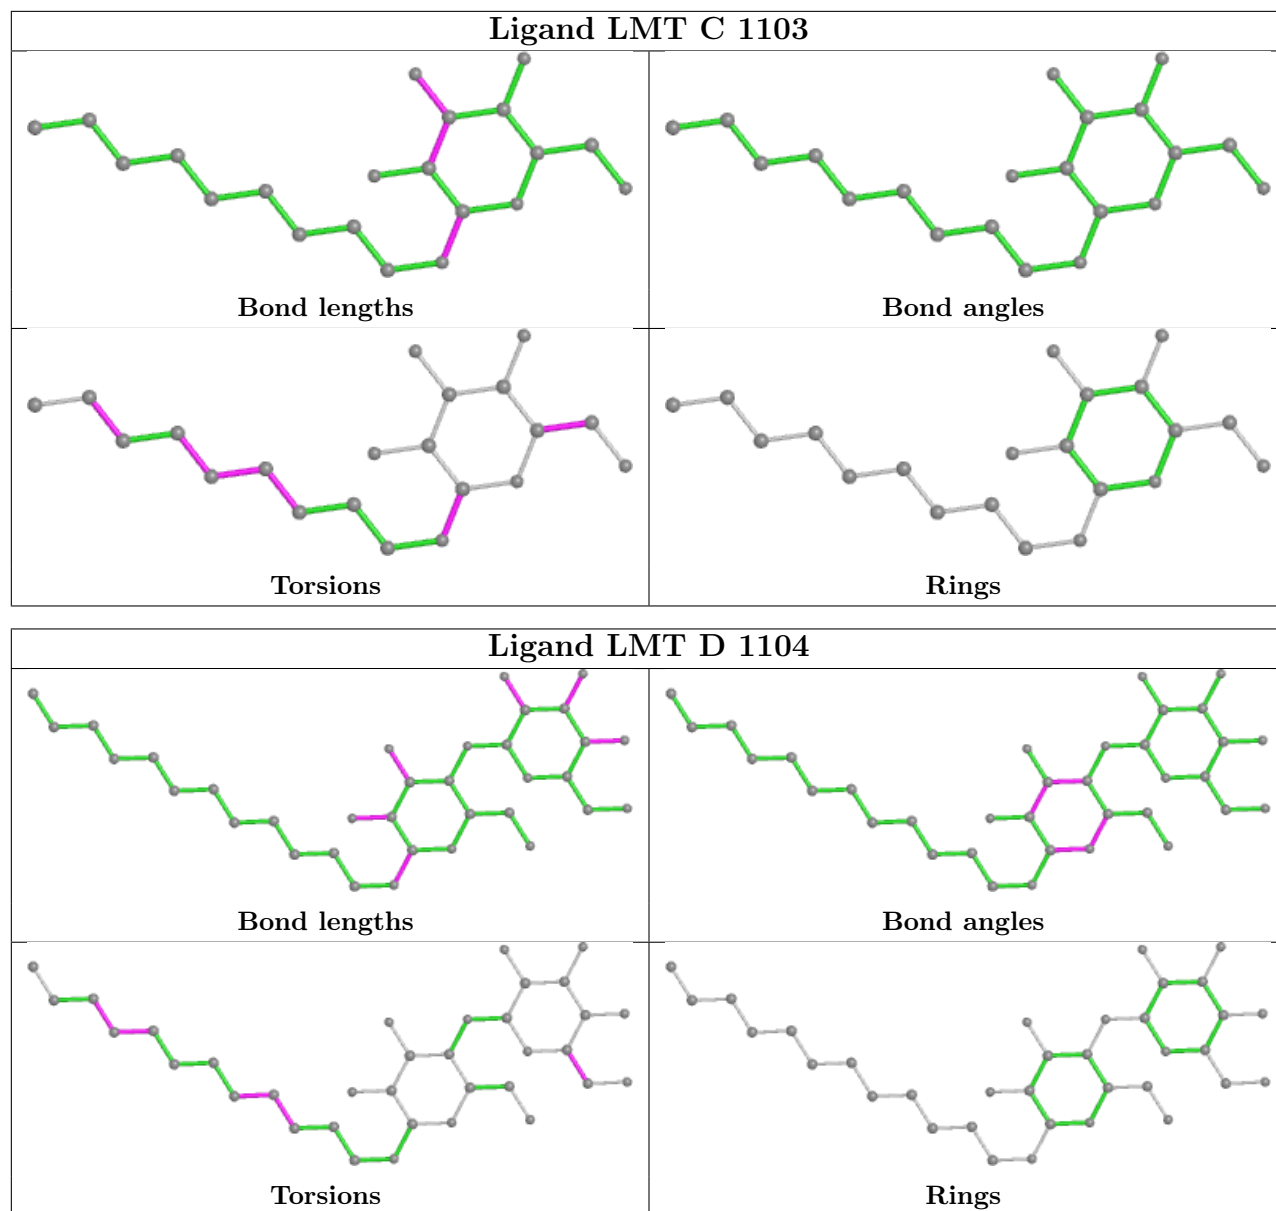 Ligand LMT C 1103
Bond lengths
Bond angles
Torsions
Rings
Ligand LMT D 1104
Bond lengths
Bond angles
Torsions
Rings